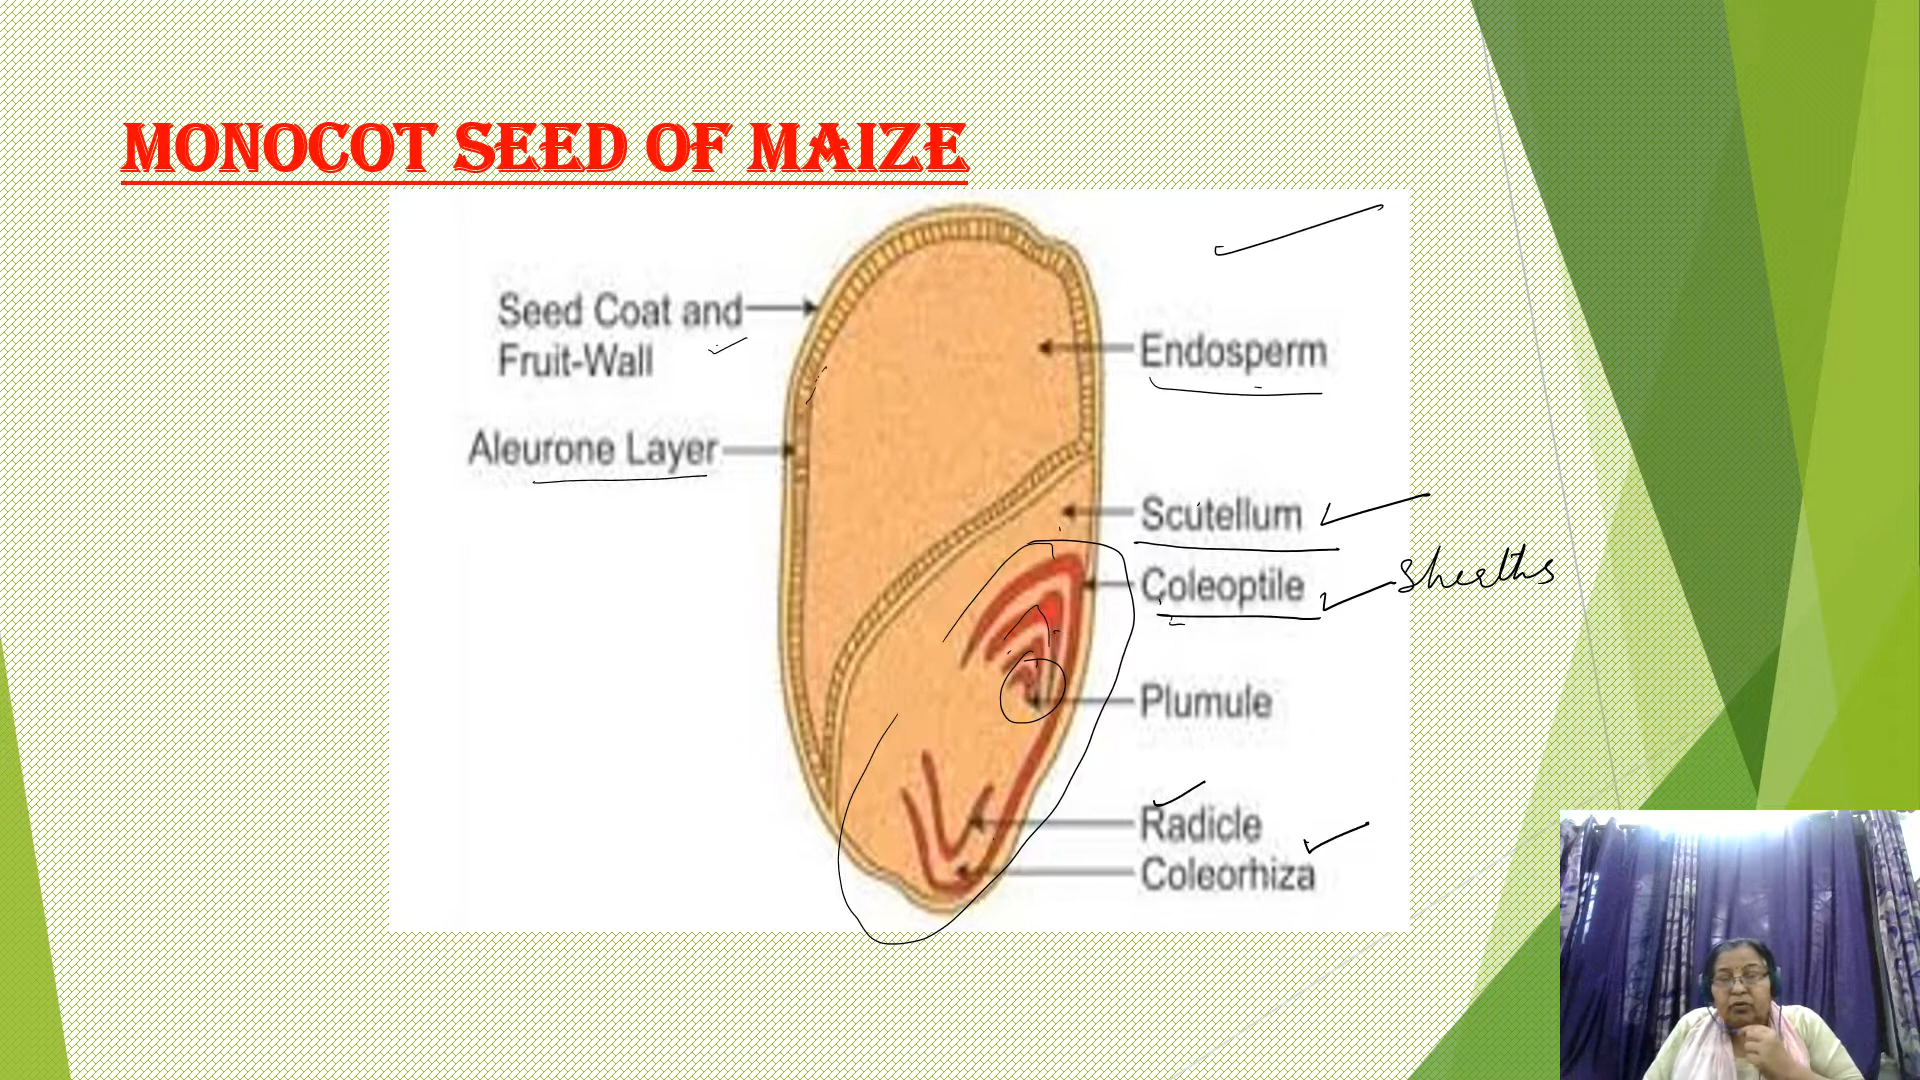 MONOCOT SEED OF MAIZE
Seed Coat and
Fruit-Wall
Endosperm
Aleurone Layer
Scutellum
Coleoptile
Sheaths
Plumule
Radicle
Coleorhiza